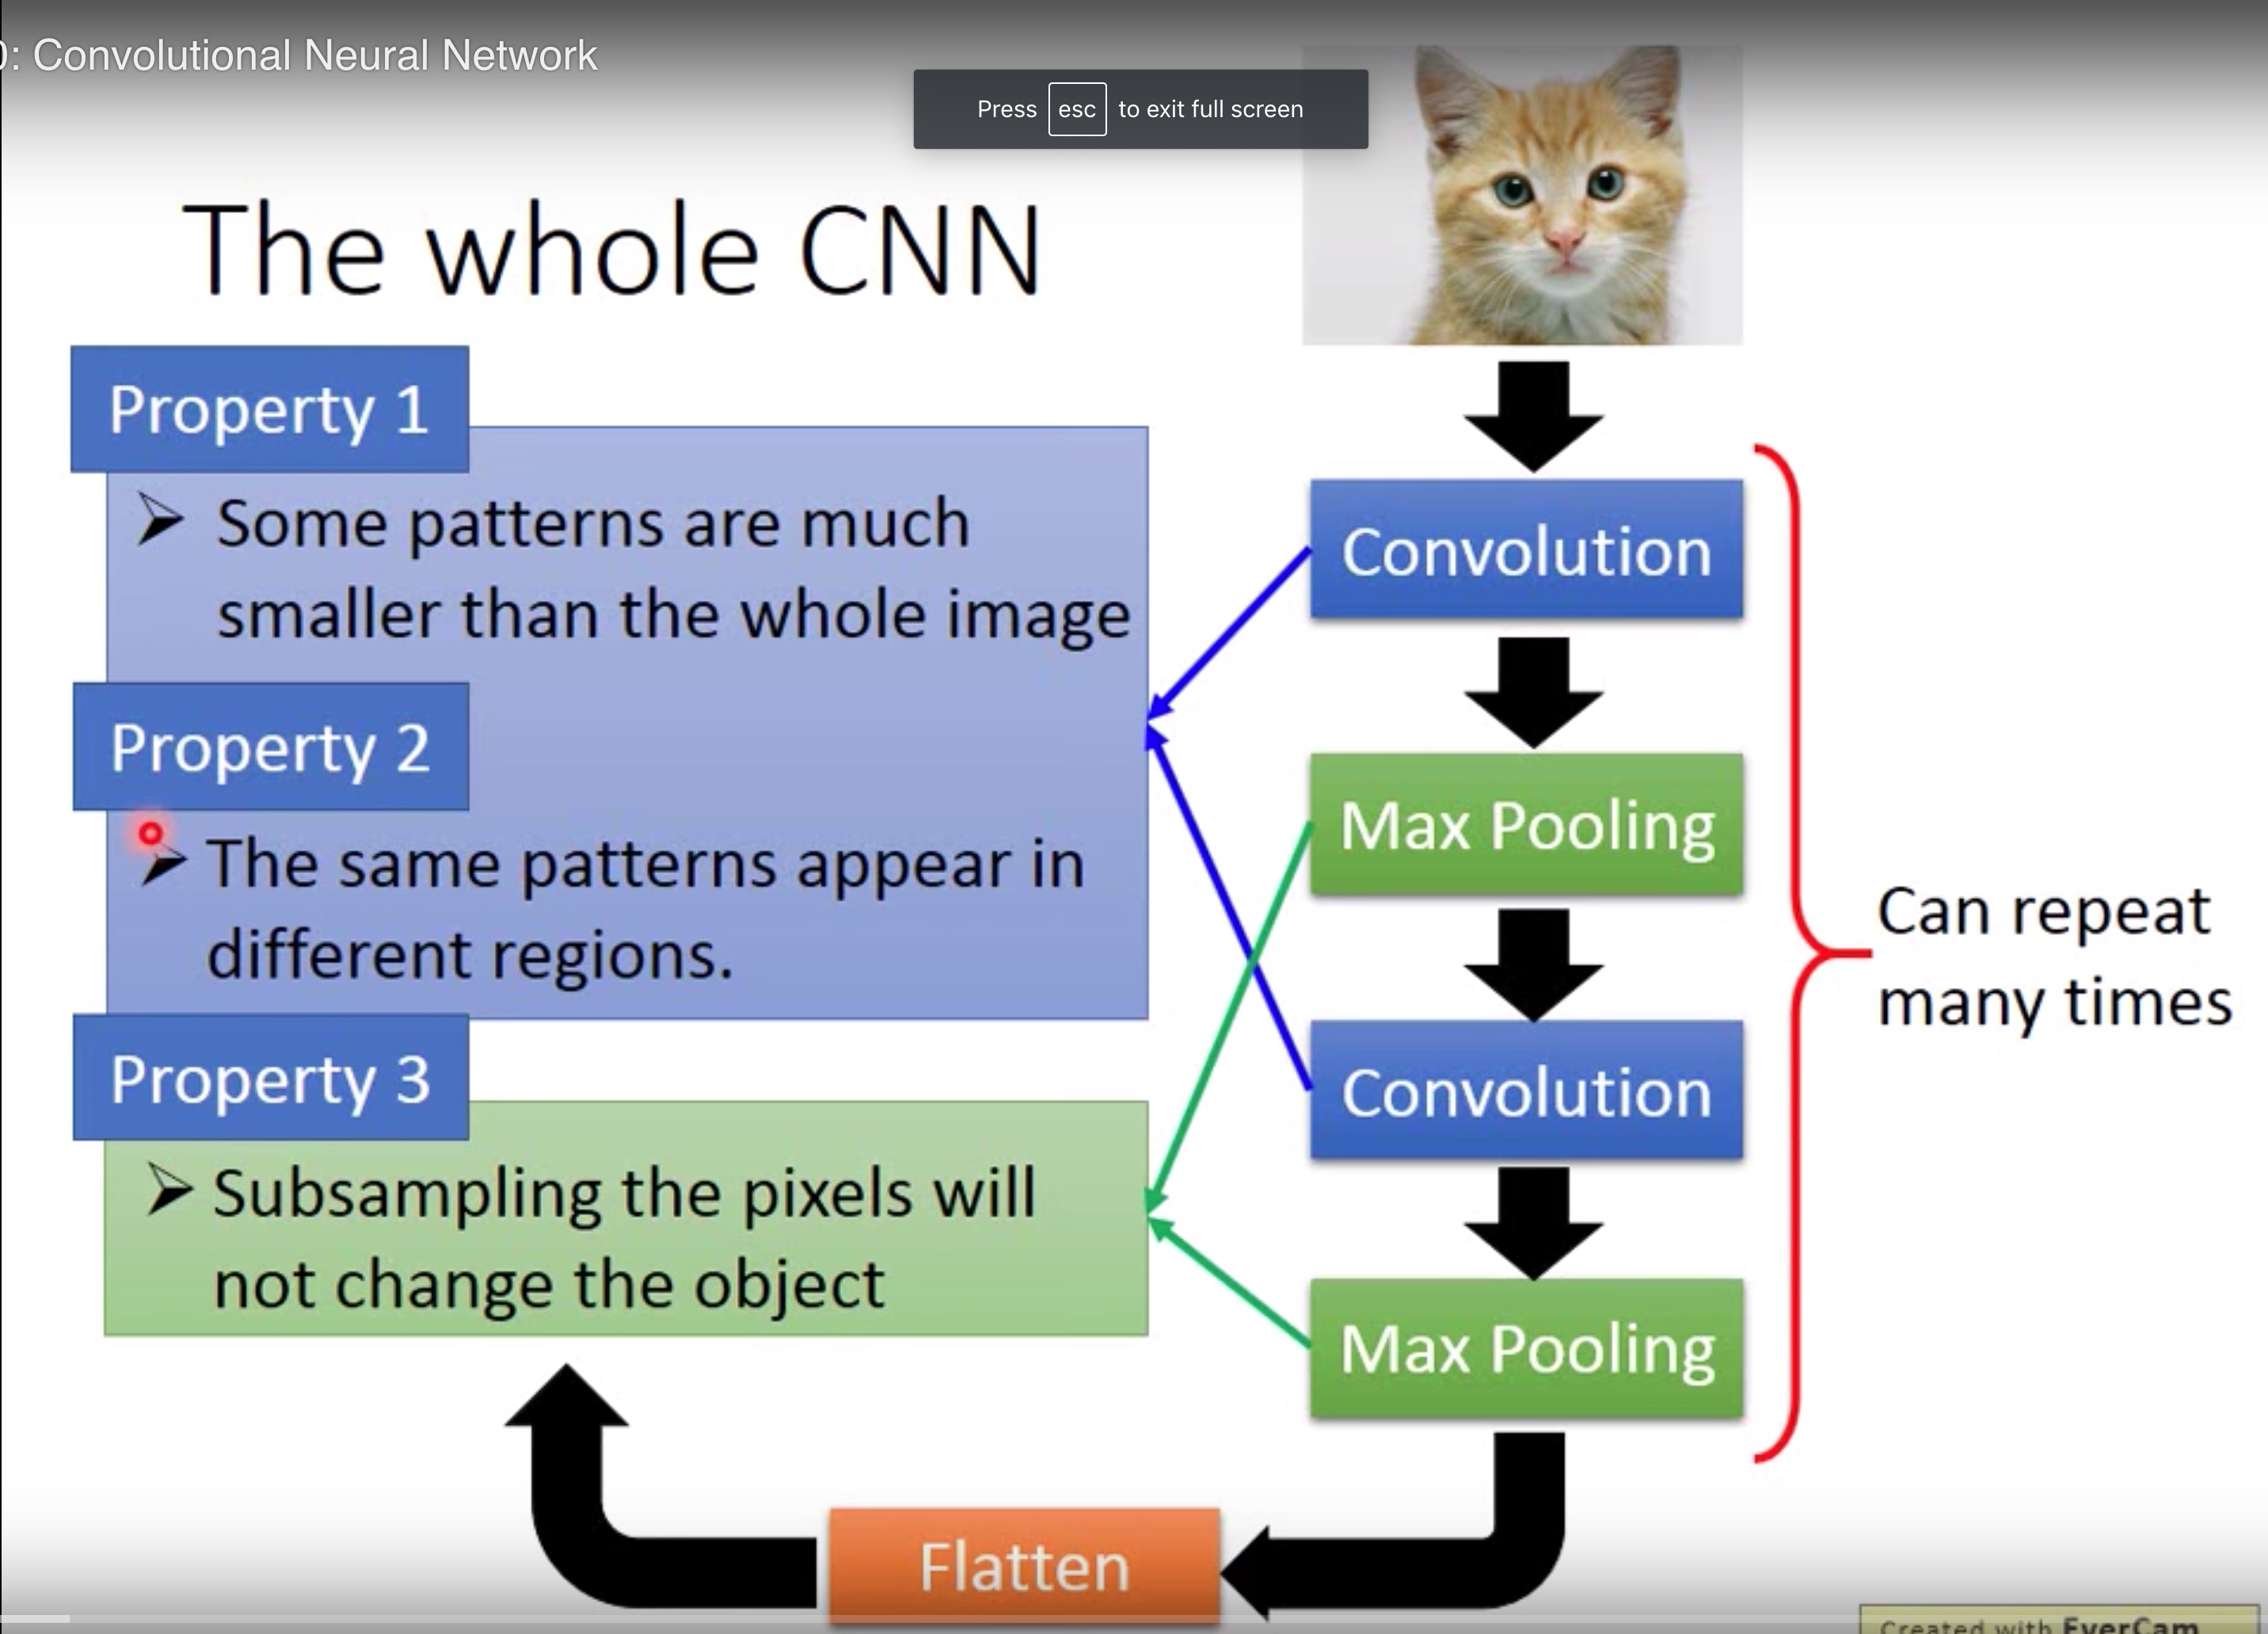 : Convolutional Neural Network
Press esc to exit full screen
The whole CNN
Property 1
➤ Some patterns are much
smaller than the whole image
Property 2
➤ The same patterns appear in
different regions.
Property 3
➤ Subsampling the pixels will
not change the object
Convolution
Max Pooling
Convolution
Max Pooling
Can repeat
many times
Flatten
Created with EverCam